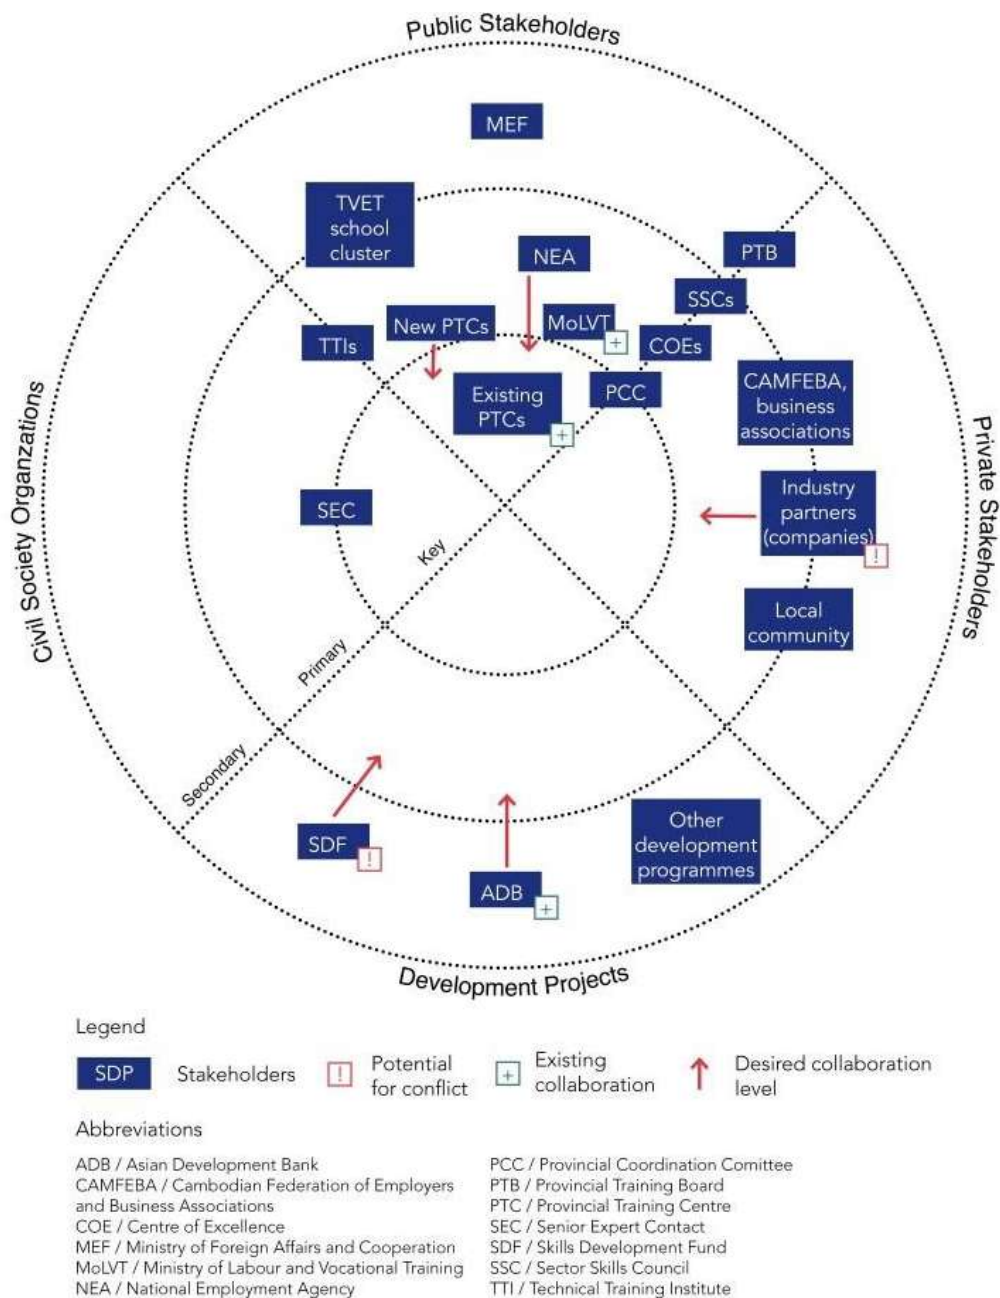 Public Stakeholders
MEF
TVET
school
cluster
PTB
NEA
SSCs
New PTCs
MoLVT
+
TTIs
COEs
CAMFEBA,
business
associations
Existing
PTCs
+
PCC
Civil Society Organzations
Private Stakeholders
SEC
Industry
partners
(companies)
!
Key
Local
community
Primary
Secondary
SDF
!
ADB
+
Other
development
programmes
Development Projects
Legend
SDP Stakeholders ! Potential
for conflict
+ Existing
collaboration
Desired collaboration
level
Abbreviations
ADB / Asian Development Bank
CAMFEBA / Cambodian Federation of Employers
and Business Associations
COE / Centre of Excellence
MEF / Ministry of Foreign Affairs and Cooperation
MoLVT / Ministry of Labour and Vocational Training
NEA / National Employment Agency
PCC / Provincial Coordination Comittee
PTB / Provincial Training Board
PTC / Provincial Training Centre
SEC / Senior Expert Contact
SDF / Skills Development Fund
SSC / Sector Skills Council
TTI / Technical Training Institute